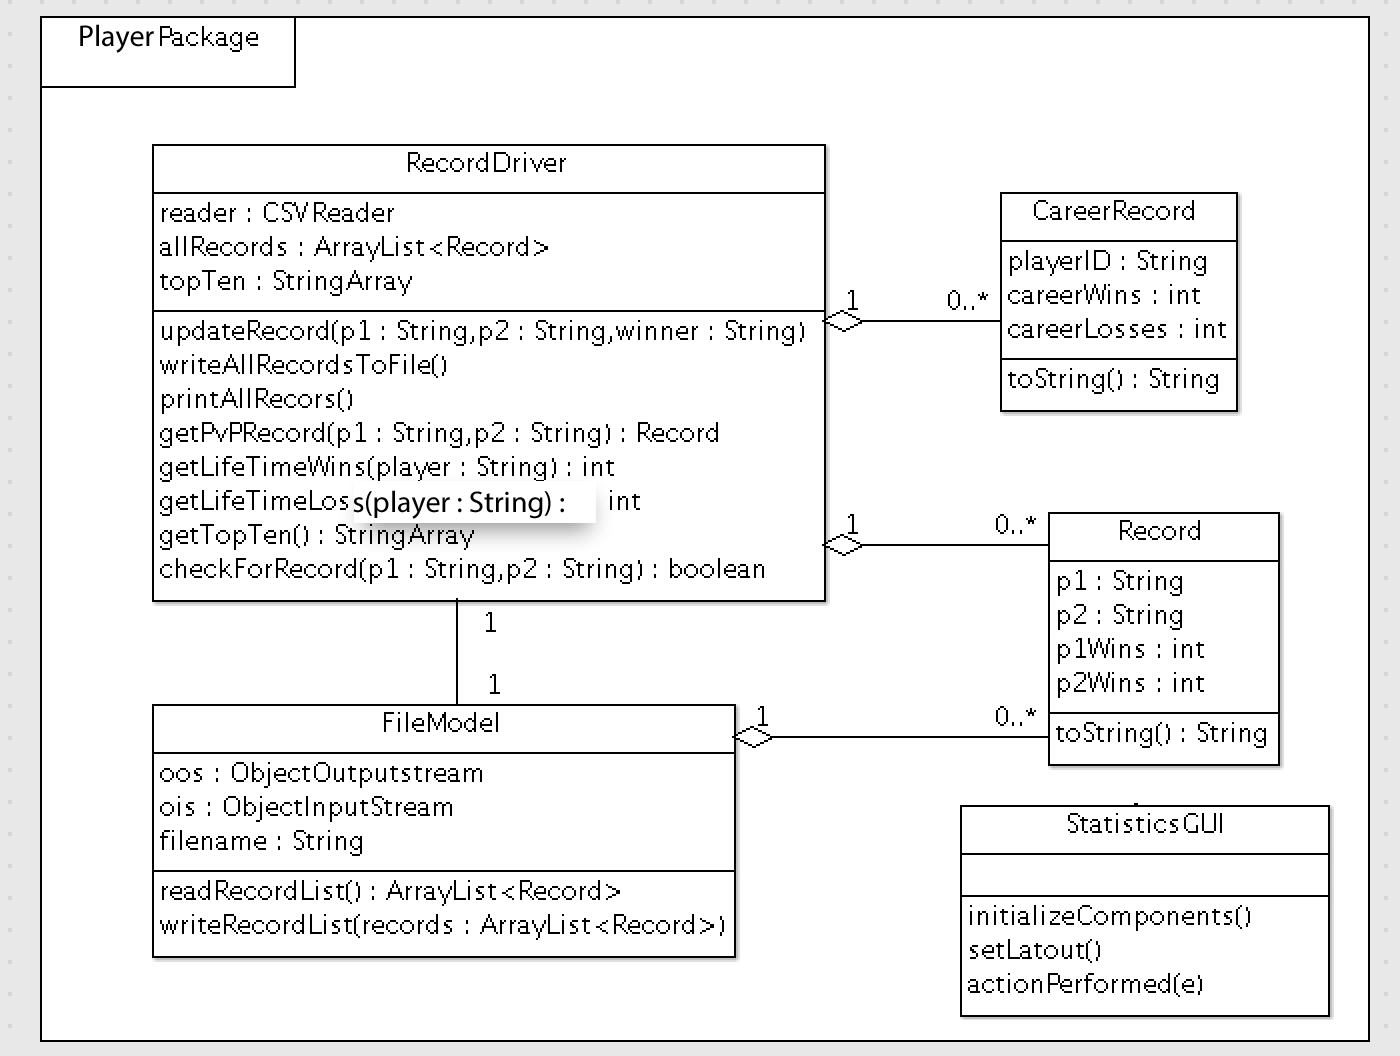 PlayerPackage
RecordDriver
reader : CSVReader
allRecords : ArrayList<Record>
topTen : StringArray
updateRecord(p1 : String,p2 : String,winner : String)
writeAllRecordsToFile()
printAllRecors()
getPvPRecord(p1 : String,p2 : String) : Record
getLifeTimeWins(player : String) : int
getLifeTimeLoss(player : String) : int
getTopTen() : StringArray
checkForRecord(p1 : String,p2 : String) : boolean
1
0..*
CareerRecord
playerID : String
careerWins : int
careerLosses : int
toString() : String
1
0..*
Record
p1 : String
p2 : String
p1Wins : int
p2Wins : int
toString() : String
1
1
FileModel
oos : ObjectOutputstream
ois : ObjectInputStream
filename : String
readRecordList() : ArrayList<Record>
writeRecordList(records : ArrayList<Record>)
1
0..*
StatisticsGUI
initializeComponents()
setLatout()
actionPerformed(e)